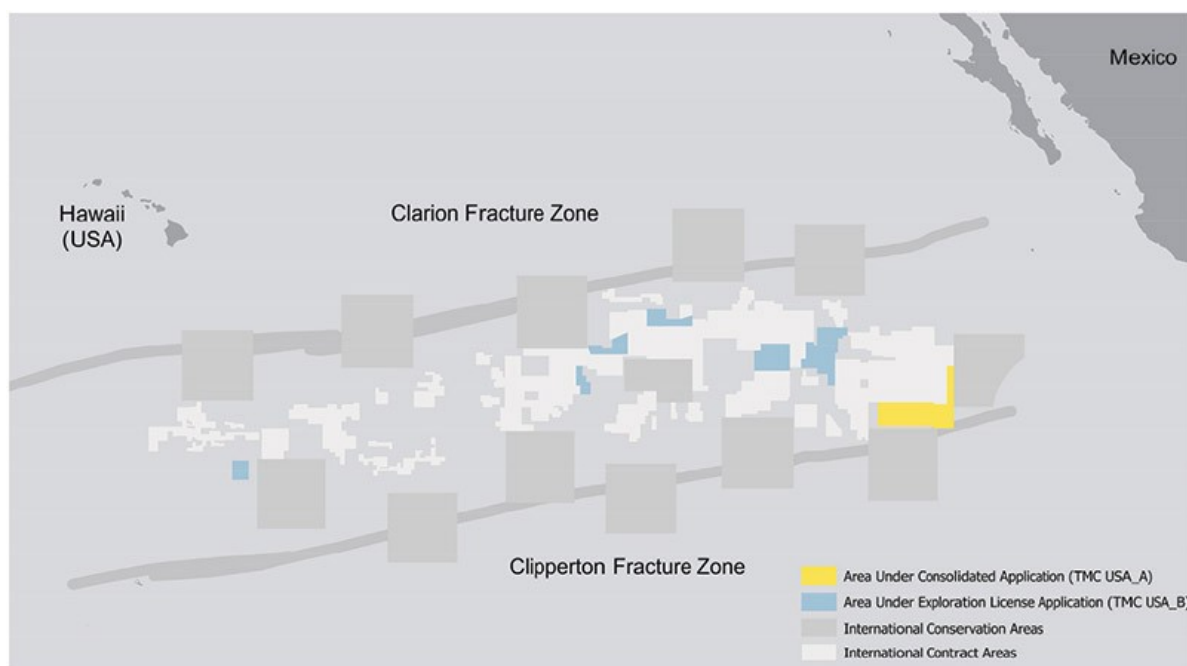 Mexico
Hawaii
(USA)
Clarion Fracture Zone
Clipperton Fracture Zone
Area Under Consolidated Application (TMC USA_A)
Area Under Exploration License Application (TMC USA_B)
International Conservation Areas
International Contract Areas